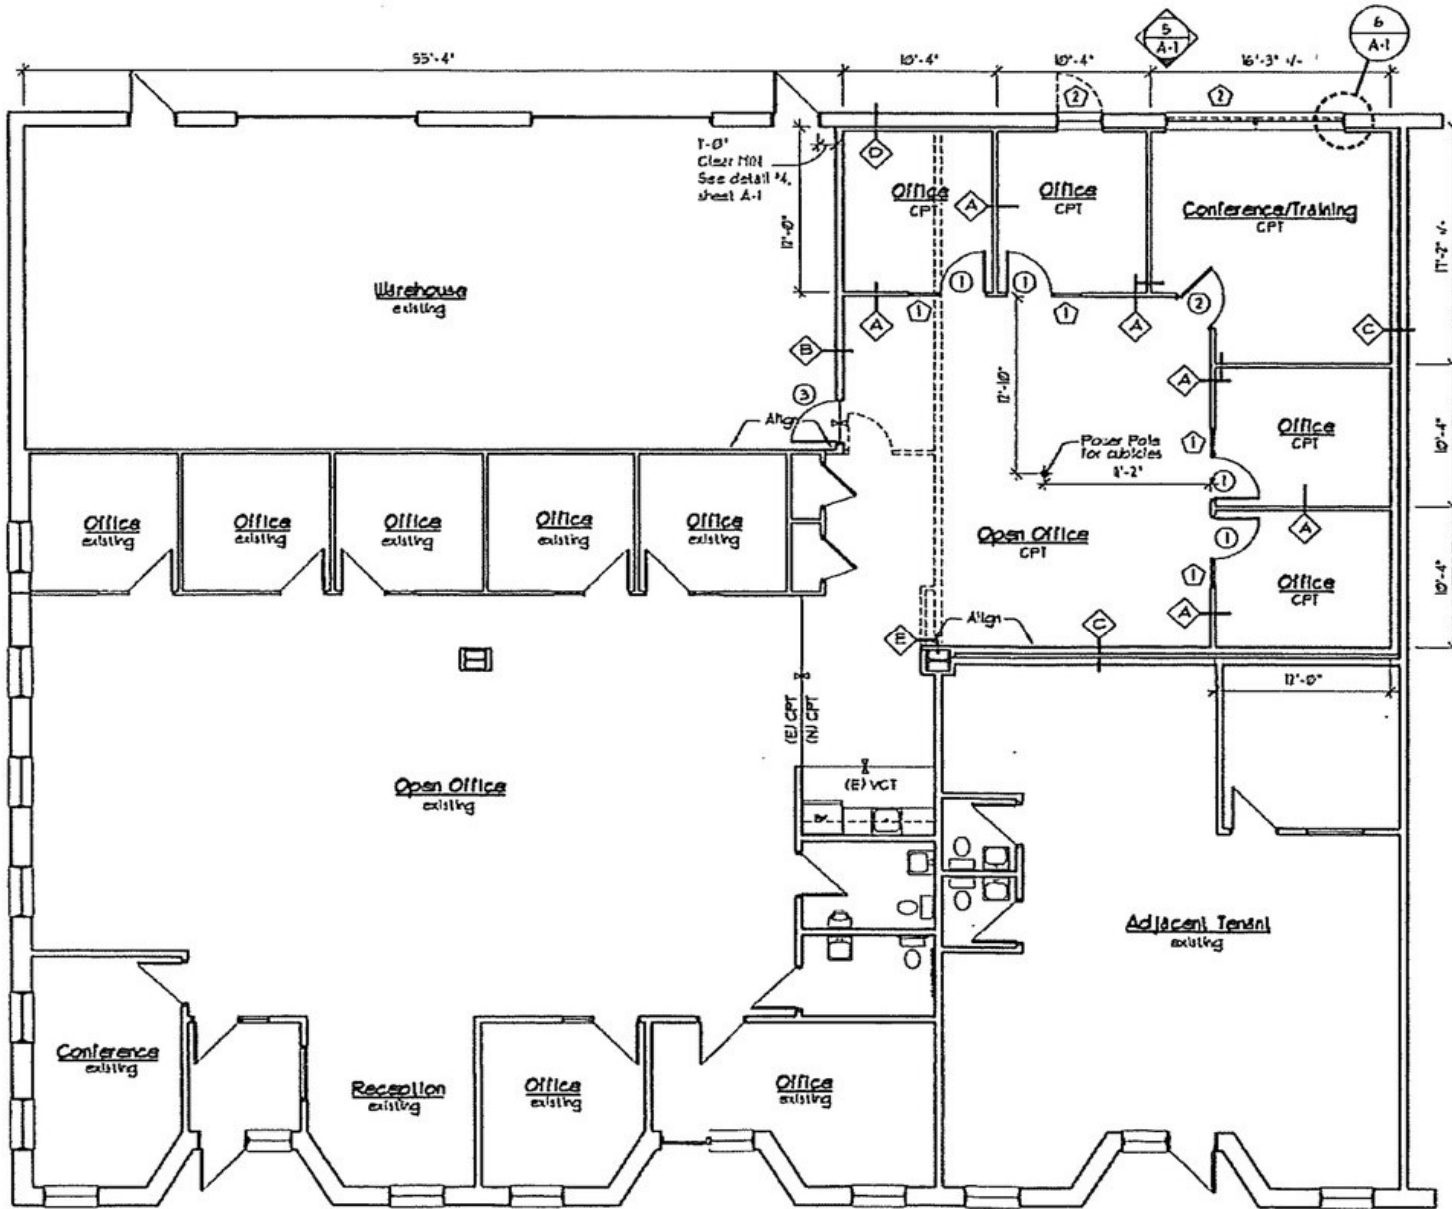 55'-4"
10'-4"
10'-4"
5
A-1
16'-3" +/-
6
A-1
2
2
1'-0"
Clear MIN
See detail #4,
sheet A-1
D
Office
CPT
A
Office
CPT
Conference/Training
CPT
12'-0"
17'-2" +/-
Warehouse
existing
1
1
2
1
1
A
A
B
C
3
12'-10"
A
Align
Power Pole
for cubicles
1
Office
CPT
10'-4"
1
Office
existing
Office
existing
Office
existing
Office
existing
Office
existing
Open Office
CPT
A
1
1
Office
CPT
10'-4"
A
E
Align
C
12'-0"
(E) CPT
(N) CPT
(E) VCT
Open Office
existing
Adjacent Tenant
existing
Conference
existing
Reception
existing
Office
existing
Office
existing